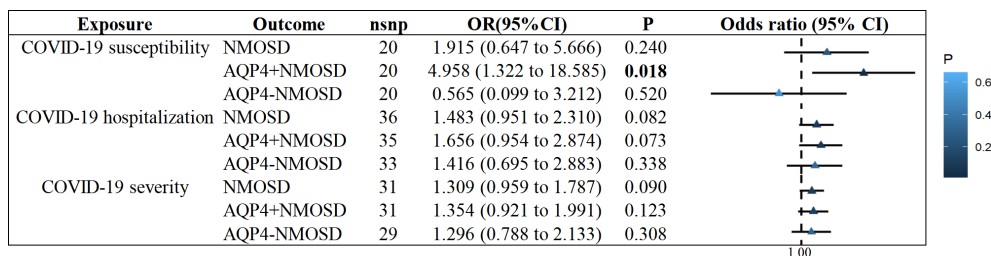 Exposure Outcome nsnp OR(95%CI) P Odds ratio (95% CI)
COVID-19 susceptibility NMOSD 20 1.915 (0.647 to 5.666) 0.240
AQP4+NMOSD 20 4.958 (1.322 to 18.585) 0.018
AQP4-NMOSD 20 0.565 (0.099 to 3.212) 0.520
COVID-19 hospitalization NMOSD 36 1.483 (0.951 to 2.310) 0.082
AQP4+NMOSD 35 1.656 (0.954 to 2.874) 0.073
AQP4-NMOSD 33 1.416 (0.695 to 2.883) 0.338
COVID-19 severity NMOSD 31 1.309 (0.959 to 1.787) 0.090
AQP4+NMOSD 31 1.354 (0.921 to 1.991) 0.123
AQP4-NMOSD 29 1.296 (0.788 to 2.133) 0.308
1.00
P
0.6
0.4
0.2